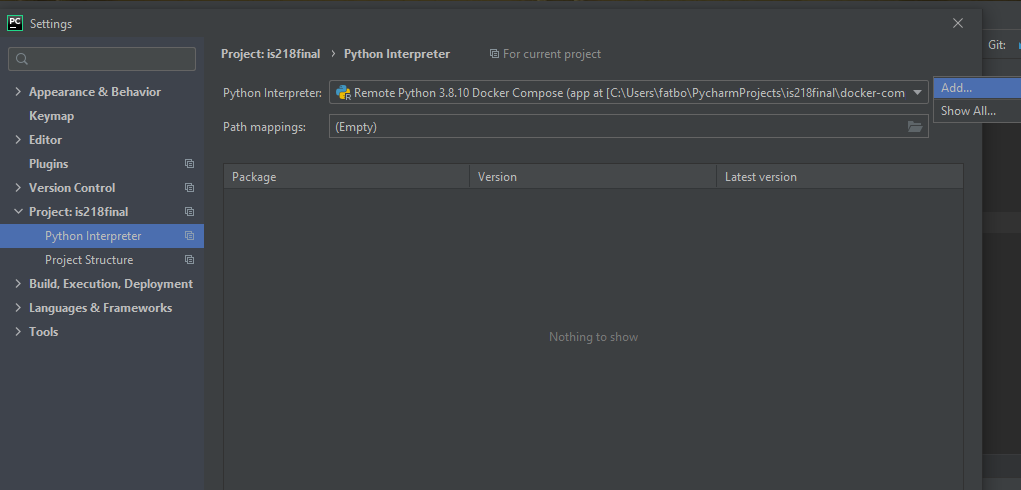 PC Settings
Project: is218final › Python Interpreter For current project
Git:
Python Interpreter: Remote Python 3.8.10 Docker Compose (app at [C:\Users\fatbo\PycharmProjects\is218final\docker-com
Add...
Show All...
Path mappings: (Empty)
Appearance & Behavior
Keymap
Editor
Plugins
Version Control
Project: is218final
Python Interpreter
Project Structure
Build, Execution, Deployment
Languages & Frameworks
Tools
Package Version Latest version
Nothing to show